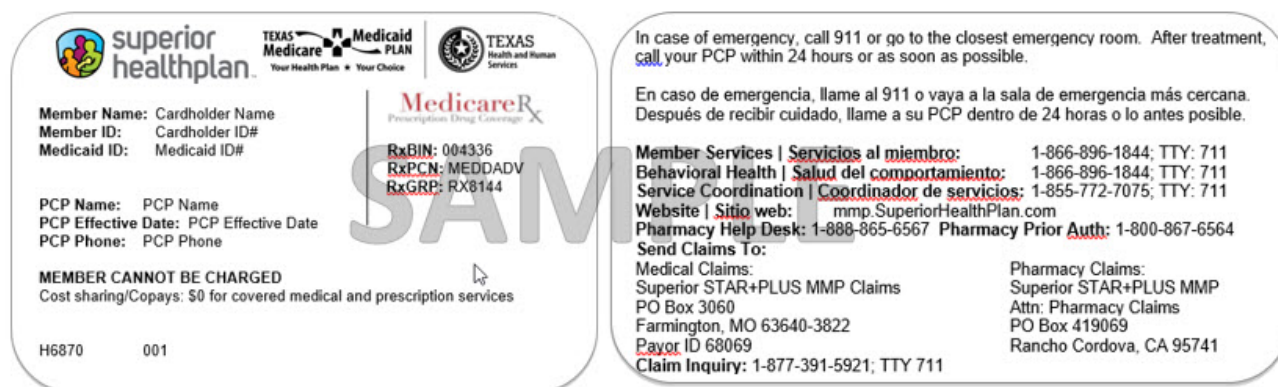 superior
healthplan™
TEXAS Medicaid
Medicare PLAN
Your Health Plan ★ Your Choice
TEXAS
Health and Human
Services
Member Name: Cardholder Name
Member ID: Cardholder ID#
Medicaid ID: Medicaid ID#
MedicareRx
Prescription Drug Coverage
RxBIN: 004336
RxPCN: MEDDADV
RxGRP: RX8144
PCP Name: PCP Name
PCP Effective Date: PCP Effective Date
PCP Phone: PCP Phone
MEMBER CANNOT BE CHARGED
Cost sharing/Copays: $0 for covered medical and prescription services
H6870 001
SAMPLE
In case of emergency, call 911 or go to the closest emergency room. After treatment,
call your PCP within 24 hours or as soon as possible.
En caso de emergencia, llame al 911 o vaya a la sala de emergencia más cercana.
Después de recibir cuidado, llame a su PCP dentro de 24 horas o lo antes posible.
Member Services | Servicios al miembro: 1-866-896-1844; TTY: 711
Behavioral Health | Salud del comportamiento: 1-866-896-1844; TTY: 711
Service Coordination | Coordinador de servicios: 1-855-772-7075; TTY: 711
Website | Sitio web: mmp.SuperiorHealthPlan.com
Pharmacy Help Desk: 1-888-865-6567 Pharmacy Prior Auth: 1-800-867-6564
Send Claims To:
Medical Claims:
Superior STAR+PLUS MMP Claims
PO Box 3060
Farmington, MO 63640-3822
Payor ID 68069
Claim Inquiry: 1-877-391-5921; TTY 711
Pharmacy Claims:
Superior STAR+PLUS MMP
Attn: Pharmacy Claims
PO Box 419069
Rancho Cordova, CA 95741